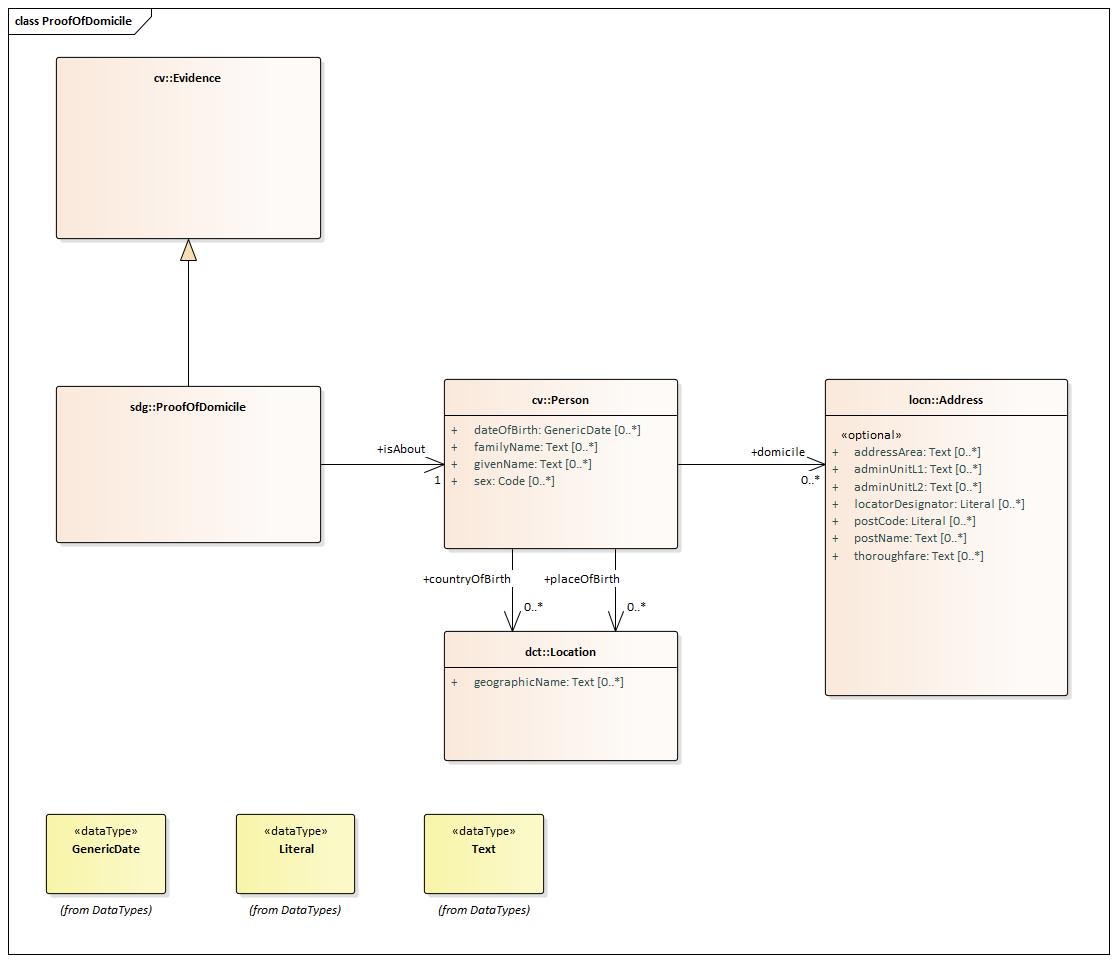 class ProofOfDomicile
cv::Evidence
sdg::ProofOfDomicile
+isAbout
1
cv::Person
+ dateOfBirth: GenericDate [0..*]
+ familyName: Text [0..*]
+ givenName: Text [0..*]
+ sex: Code [0..*]
+domicile
0..*
locn::Address
«optional»
+ addressArea: Text [0..*]
+ adminUnitL1: Text [0..*]
+ adminUnitL2: Text [0..*]
+ locatorDesignator: Literal [0..*]
+ postCode: Literal [0..*]
+ postName: Text [0..*]
+ thoroughfare: Text [0..*]
+countryOfBirth
0..*
+placeOfBirth
0..*
dct::Location
+ geographicName: Text [0..*]
«dataType»
GenericDate
(from DataTypes)
«dataType»
Literal
(from DataTypes)
«dataType»
Text
(from DataTypes)